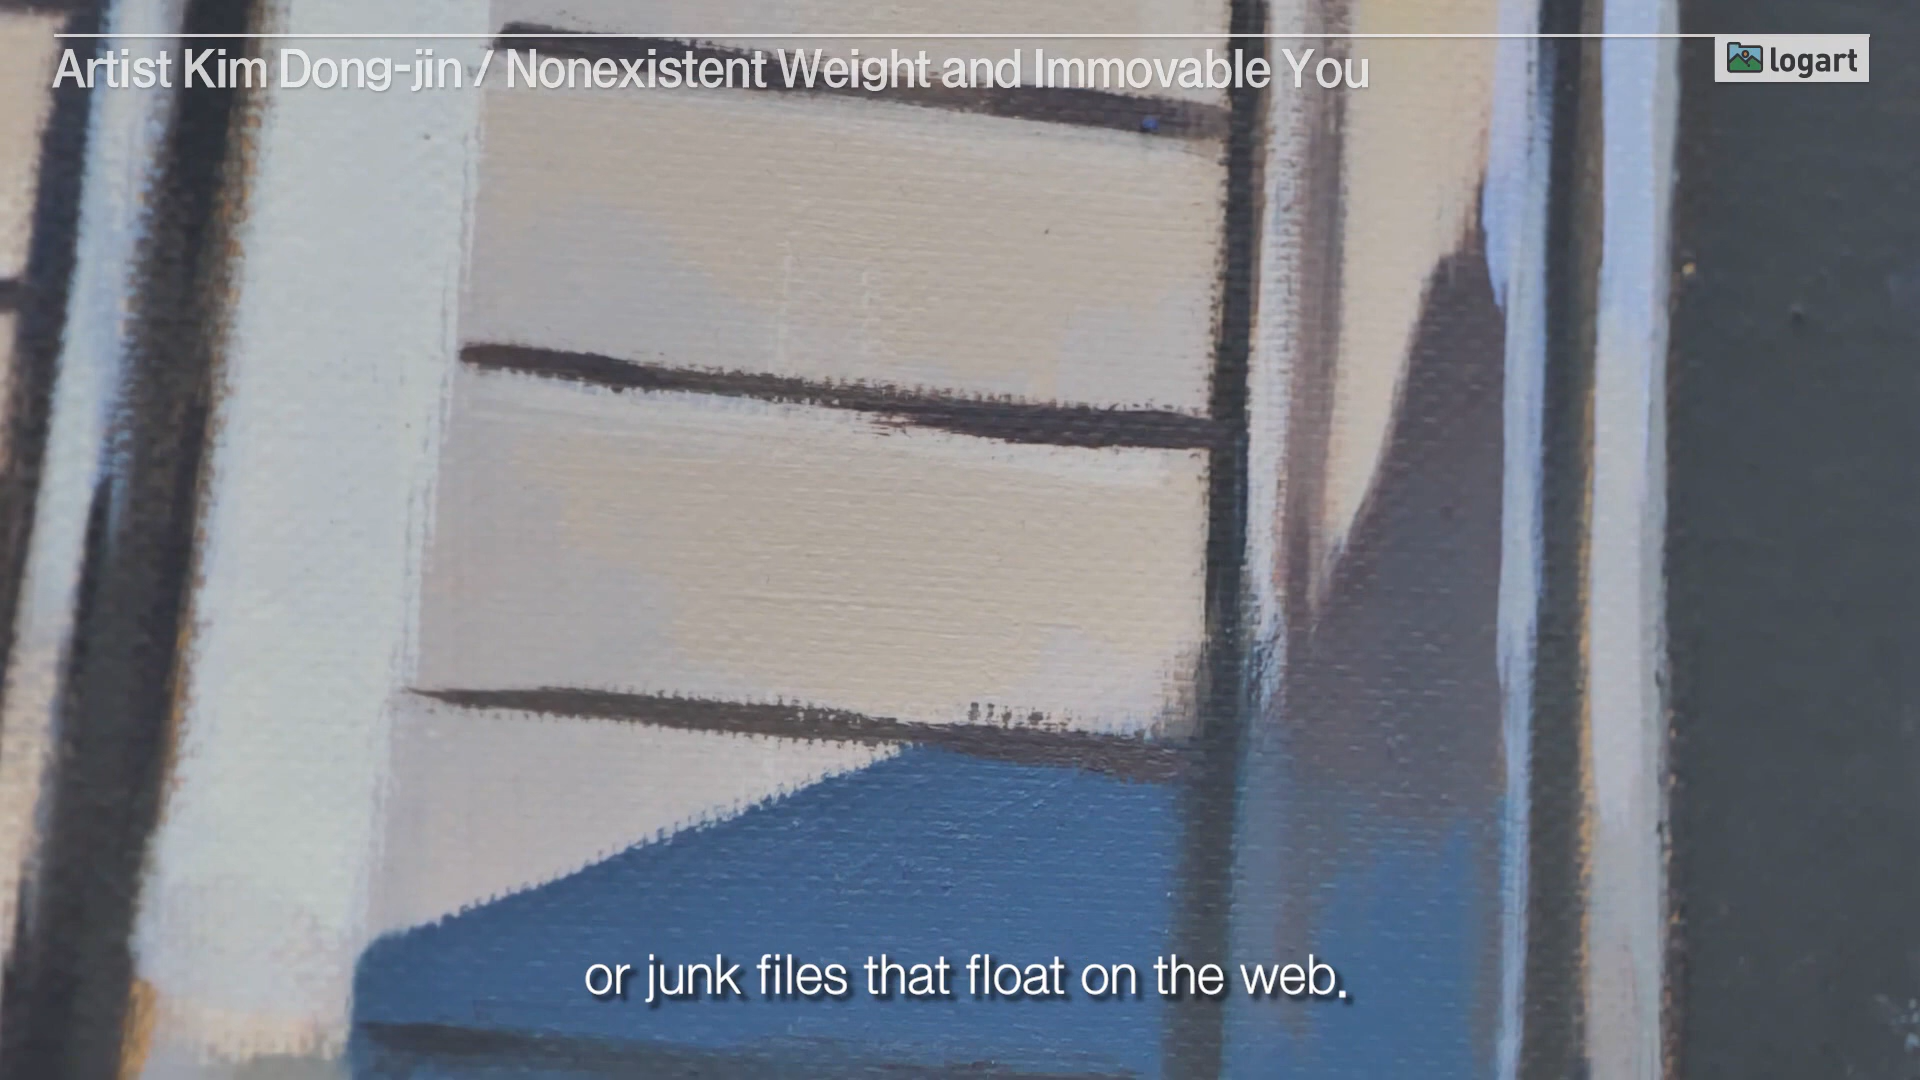 Artist Kim Dong-jin / Nonexistent Weight and Immovable You
logart
or junk files that float on the web.